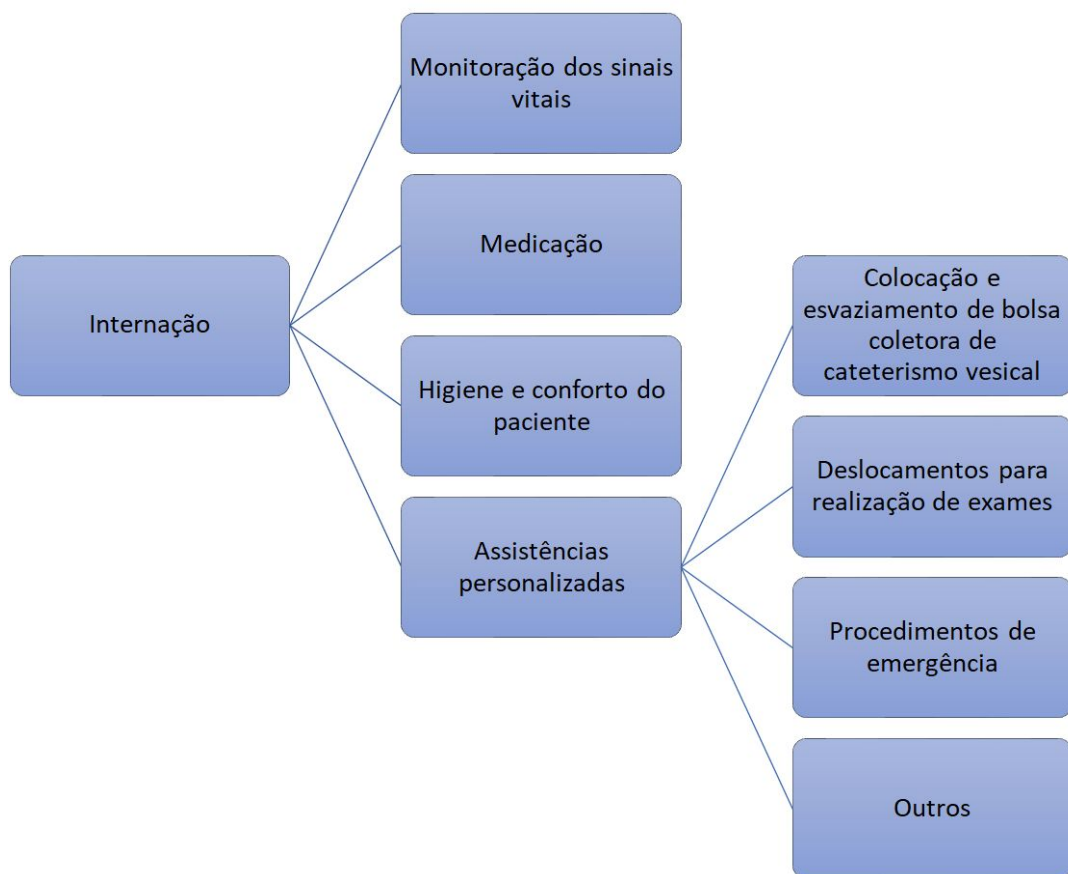 Internação
Monitoração dos sinais
vitais
Medicação
Higiene e conforto do
paciente
Assistências
personalizadas
Colocação e
esvaziamento de bolsa
coletora de
cateterismo vesical
Deslocamentos para
realização de exames
Procedimentos de
emergência
Outros